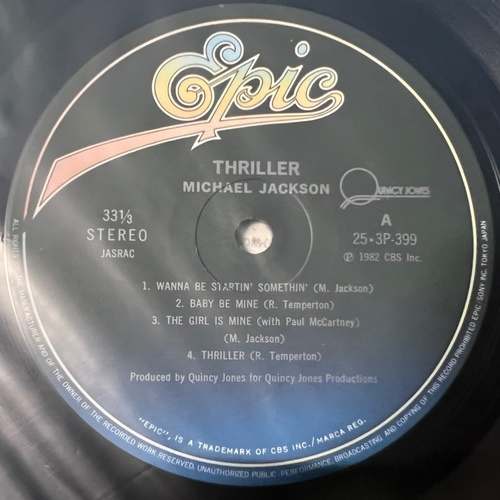 Epic
THRILLER
MICHAEL JACKSON
QUINCY JONES
33⅓
STEREO
JASRAC
A
25・3P-399
℗ 1982 CBS Inc.
1. WANNA BE STARTIN' SOMETHIN' (M. Jackson)
2. BABY BE MINE (R. Temperton)
3. THE GIRL IS MINE (with Paul McCartney)
(M. Jackson)
4. THRILLER (R. Temperton)
Produced by Quincy Jones for Quincy Jones Productions
"EPIC", IS A TRADEMARK OF CBS INC./MARCA REG.
MANUFACTURER AND OF THE OWNER OF THE RECORDED WORK RESERVED. UNAUTHORIZED PUBLIC PERFORMANCE, BROADCASTING AND COPYING OF THIS RECORD PROHIBITED EPIC/SONY INC. TOKYO JAPAN